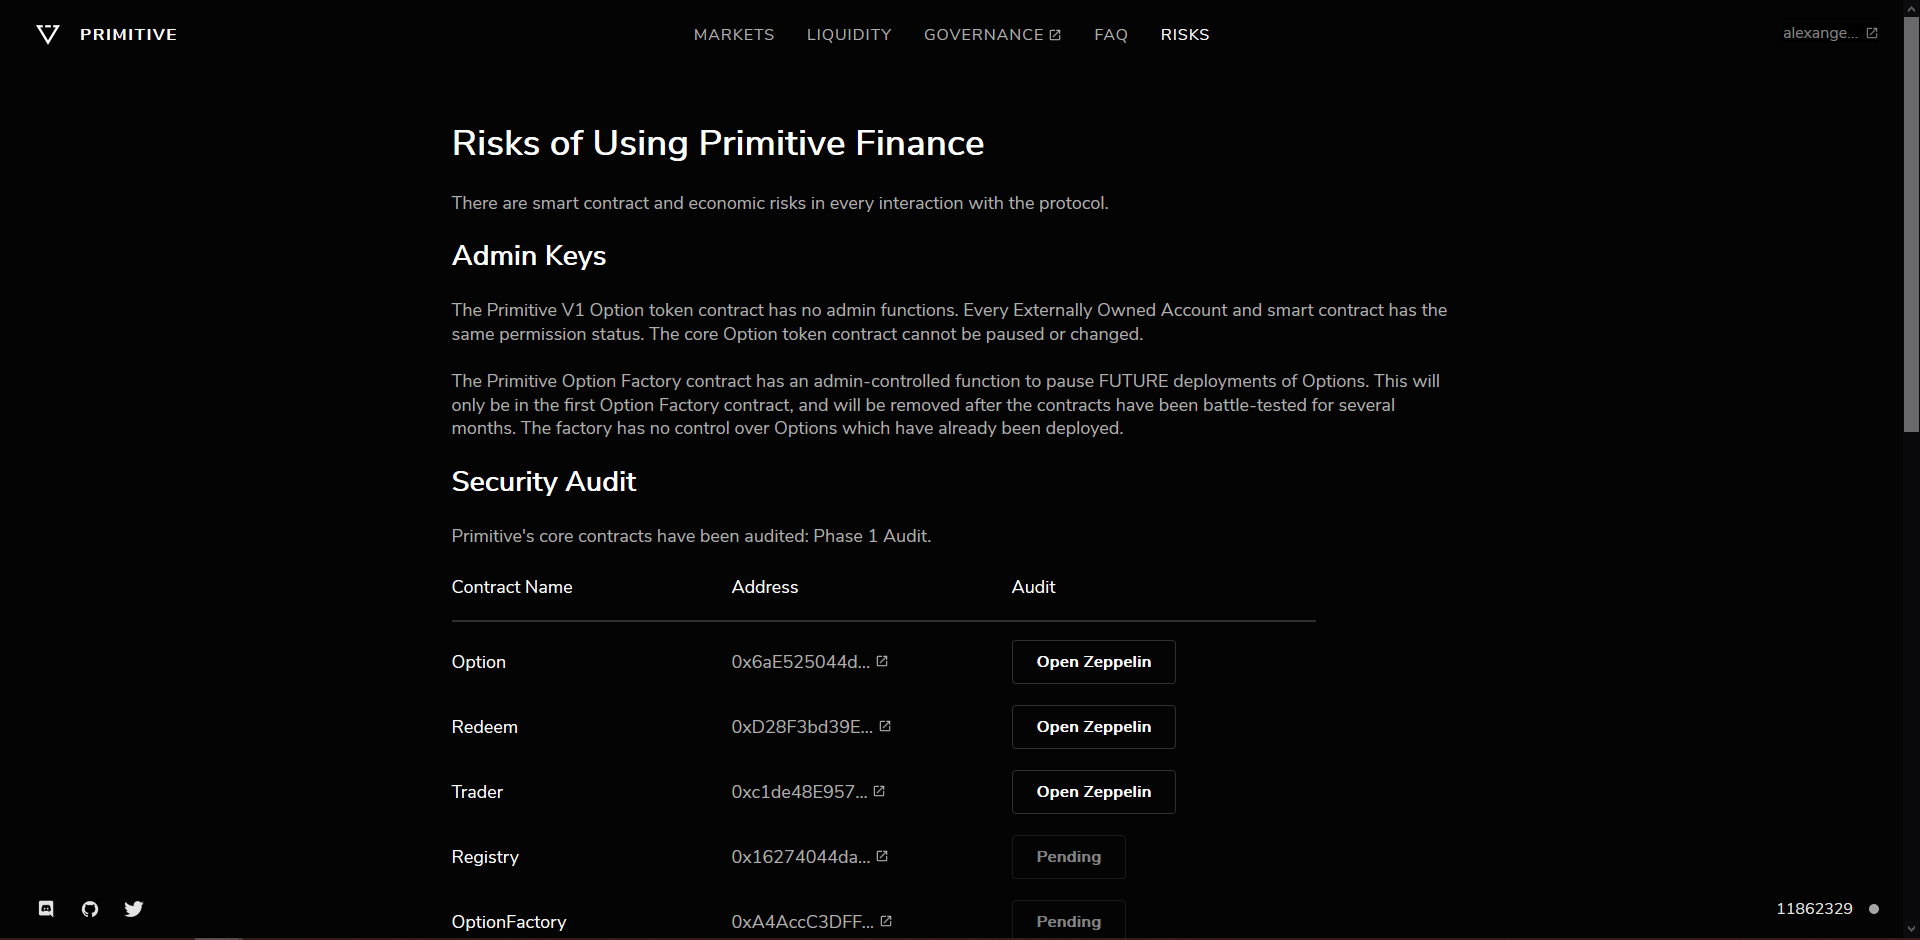 PRIMITIVE
MARKETS LIQUIDITY GOVERNANCE FAQ RISKS
alexange...
Risks of Using Primitive Finance
There are smart contract and economic risks in every interaction with the protocol.
Admin Keys
The Primitive V1 Option token contract has no admin functions. Every Externally Owned Account and smart contract has the
same permission status. The core Option token contract cannot be paused or changed.
The Primitive Option Factory contract has an admin-controlled function to pause FUTURE deployments of Options. This will
only be in the first Option Factory contract, and will be removed after the contracts have been battle-tested for several
months. The factory has no control over Options which have already been deployed.
Security Audit
Primitive's core contracts have been audited: Phase 1 Audit.
Contract Name Address Audit
Option 0x6aE525044d... Open Zeppelin
Redeem 0xD28F3bd39E... Open Zeppelin
Trader 0xc1de48E957... Open Zeppelin
Registry 0x16274044da... Pending
OptionFactory 0xA4AccC3DFF... Pending
11862329